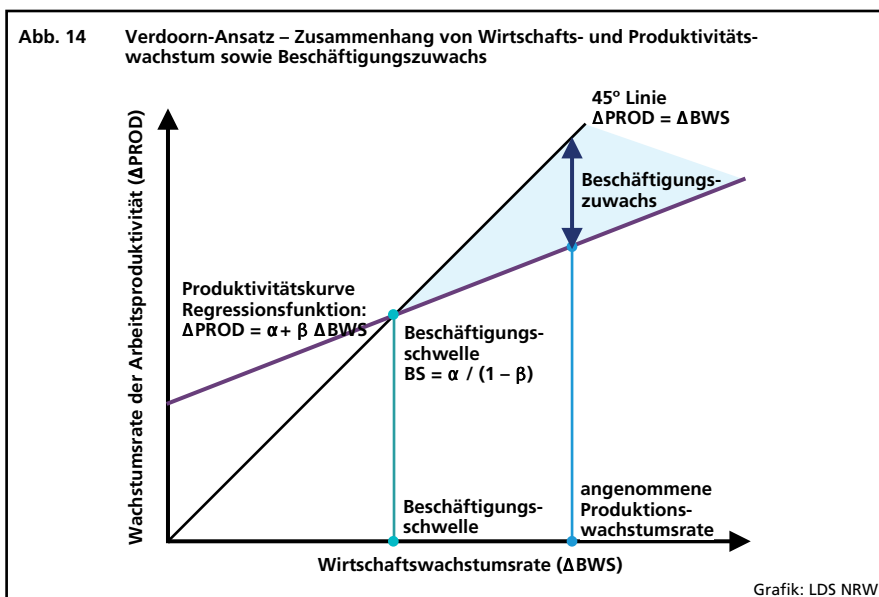 Abb. 14 Verdoorn-Ansatz – Zusammenhang von Wirtschafts- und Produktivitäts-
wachstum sowie Beschäftigungszuwachs
Wachstumsrate der Arbeitsproduktivität (ΔPROD)
45° Linie
ΔPROD = ΔBWS
Beschäftigungs-
zuwachs
Produktivitätskurve
Regressionsfunktion:
ΔPROD = α + β ΔBWS
Beschäftigungs-
schwelle
BS = α / (1 – β)
Beschäftigungs-
schwelle
angenommene
Produktions-
wachstumsrate
Wirtschaftswachstumsrate (ΔBWS)
Grafik: LDS NRW